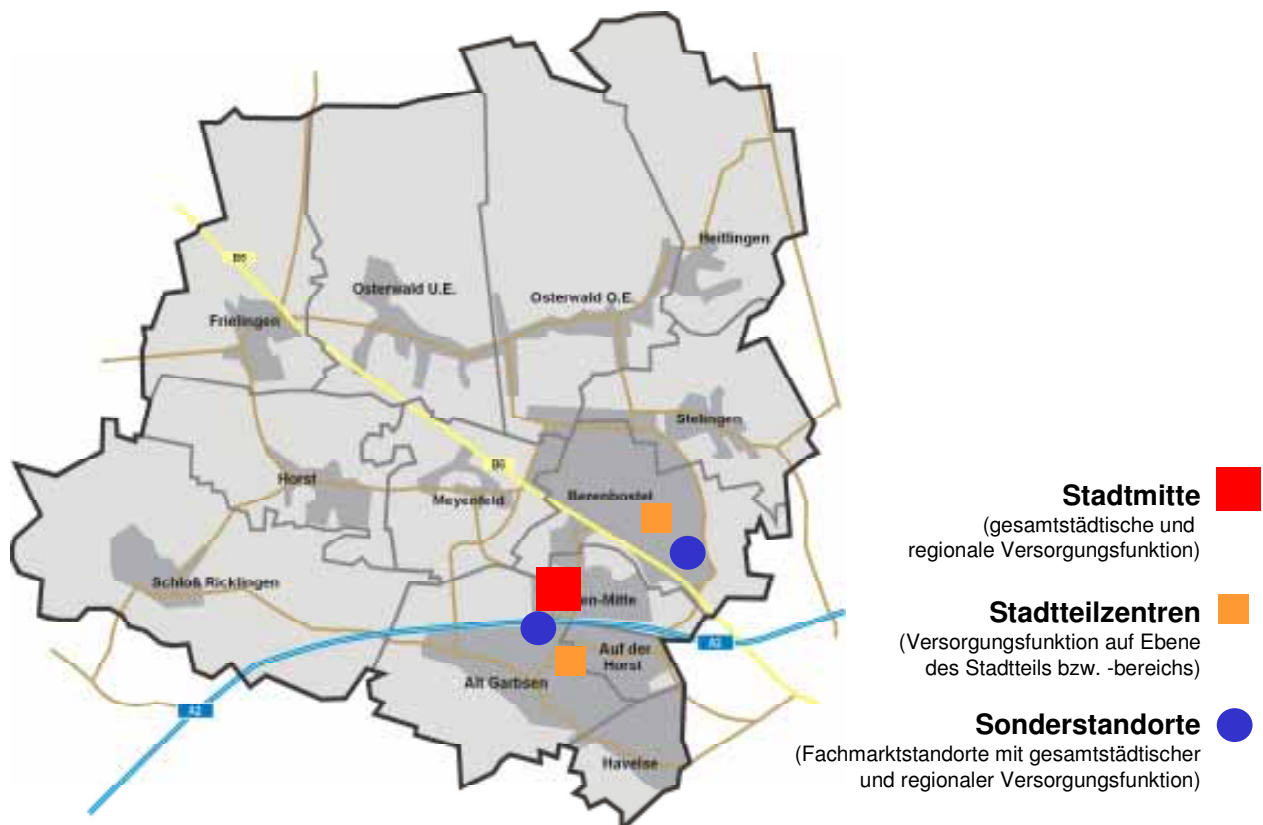 Heitlingen
B6
Osterwald U.E.
Osterwald O.E.
Frielingen
Stelingen
B6
Horst
Meyenfeld
Berenbostel
Schloß Ricklingen
en-Mitte
A2
Auf der
Horst
Alt Garbsen
A2
Havelse
Stadtmitte
(gesamtstädtische und
regionale Versorgungsfunktion)
Stadtteilzentren
(Versorgungsfunktion auf Ebene
des Stadtteils bzw. -bereichs)
Sonderstandorte
(Fachmarktstandorte mit gesamtstädtischer
und regionaler Versorgungsfunktion)